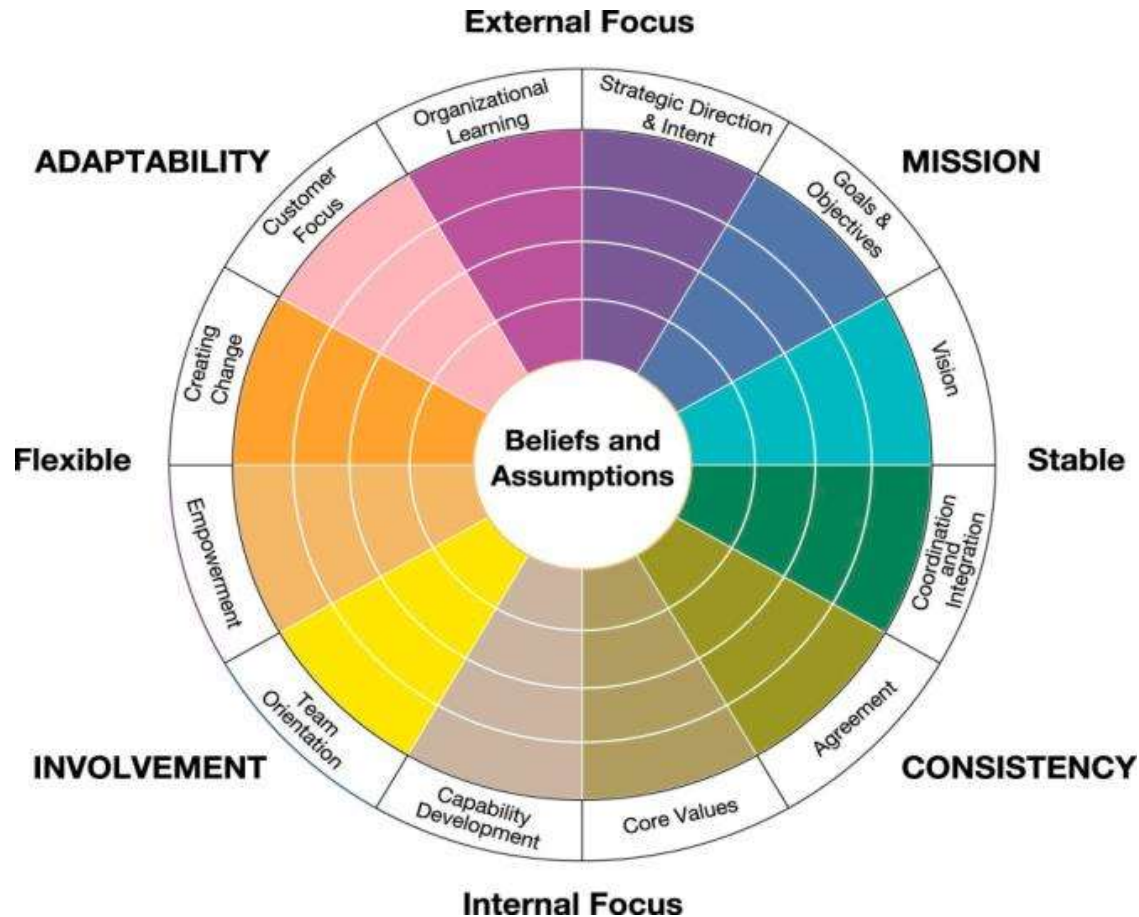 External Focus
Organizational
Learning
Strategic Direction
& Intent
ADAPTABILITY
MISSION
Customer
Focus
Goals &
Objectives
Creating
Change
Vision
Flexible
Beliefs and
Assumptions
Stable
Empowerment
Coordination
and
Integration
Team
Orientation
Agreement
INVOLVEMENT
CONSISTENCY
Capability
Development
Core Values
Internal Focus